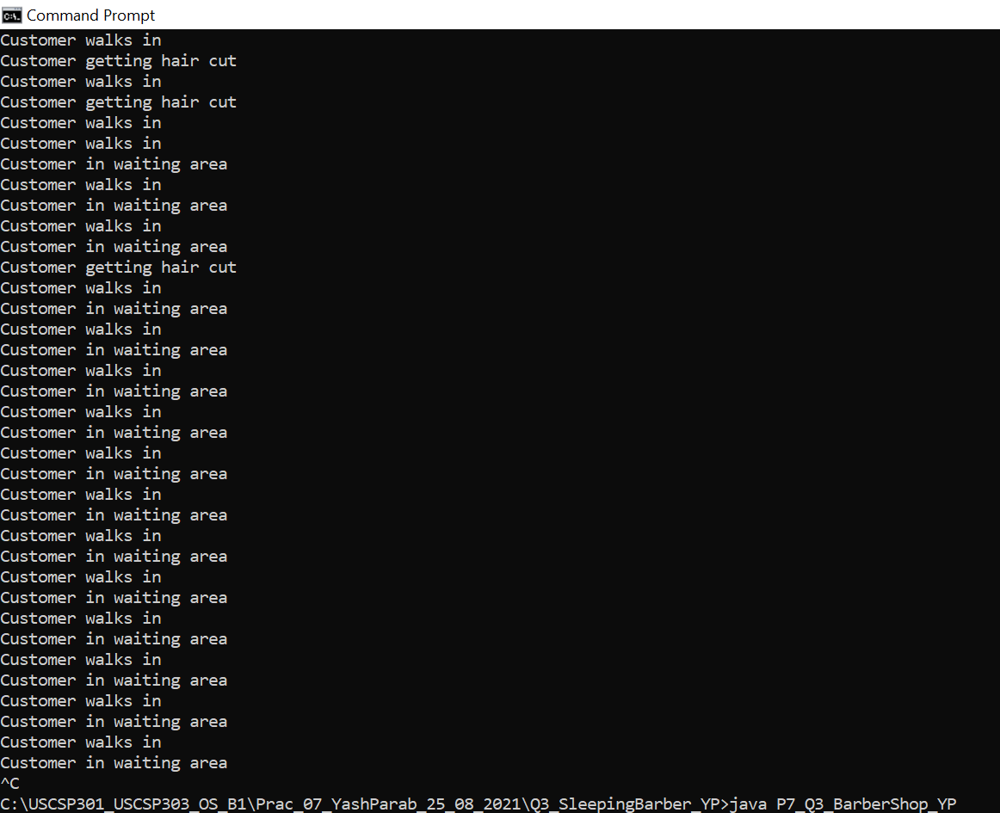 Command Prompt
Customer walks in
Customer getting hair cut
Customer walks in
Customer getting hair cut
Customer walks in
Customer walks in
Customer in waiting area
Customer walks in
Customer in waiting area
Customer walks in
Customer in waiting area
Customer getting hair cut
Customer walks in
Customer in waiting area
Customer walks in
Customer in waiting area
Customer walks in
Customer in waiting area
Customer walks in
Customer in waiting area
Customer walks in
Customer in waiting area
Customer walks in
Customer in waiting area
Customer walks in
Customer in waiting area
Customer walks in
Customer in waiting area
Customer walks in
Customer in waiting area
Customer walks in
Customer in waiting area
Customer walks in
Customer in waiting area
Customer walks in
Customer in waiting area
^C
C:\USCSP301_USCSP303_OS_B1\Prac_07_YashParab_25_08_2021\Q3_SleepingBarber_YP>java P7_Q3_BarberShop_YP